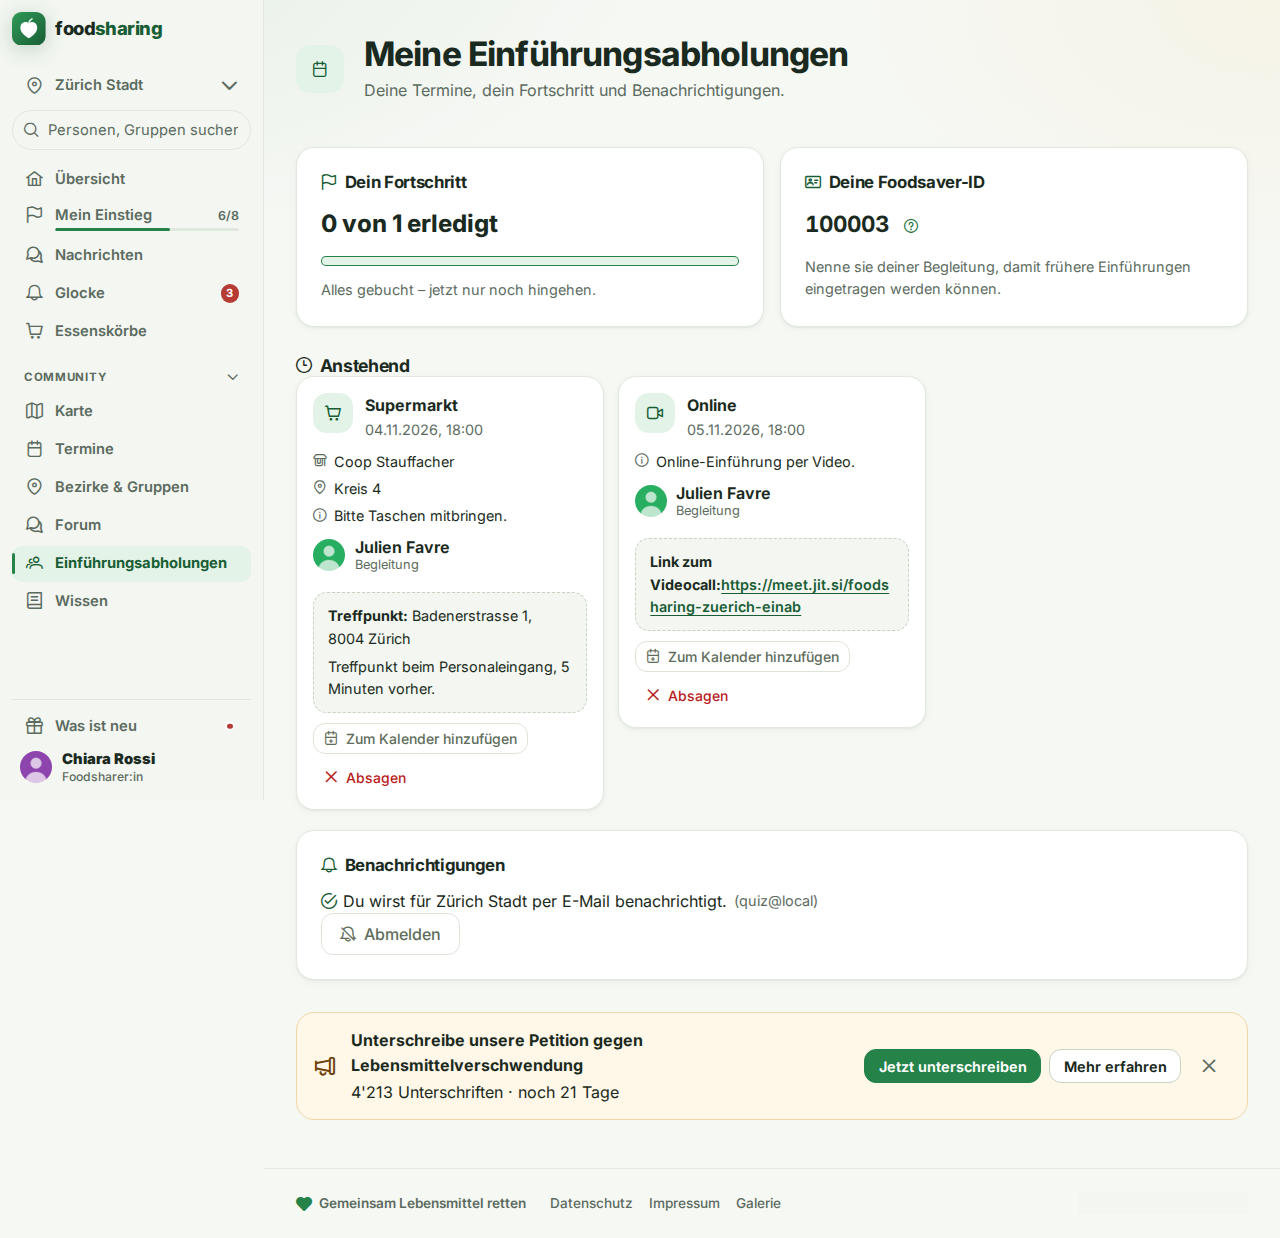 foodsharing
Zürich Stadt
Personen, Gruppen sucher
Übersicht
Mein Einstieg 6/8
Nachrichten
Glocke 3
Essenskörbe
COMMUNITY
Karte
Termine
Bezirke & Gruppen
Forum
Einführungsabholungen
Wissen
Was ist neu
Chiara Rossi
Foodsharer:in
Meine Einführungsabholungen
Deine Termine, dein Fortschritt und Benachrichtigungen.
Dein Fortschritt
0 von 1 erledigt
Alles gebucht – jetzt nur noch hingehen.
Deine Foodsaver-ID
100003
Nenne sie deiner Begleitung, damit frühere Einführungen
eingetragen werden können.
Anstehend
Supermarkt
04.11.2026, 18:00
Coop Stauffacher
Kreis 4
Bitte Taschen mitbringen.
Julien Favre
Begleitung
Treffpunkt: Badenerstrasse 1,
8004 Zürich
Treffpunkt beim Personaleingang, 5
Minuten vorher.
Zum Kalender hinzufügen
Absagen
Online
05.11.2026, 18:00
Online-Einführung per Video.
Julien Favre
Begleitung
Link zum
Videocall:https://meet.jit.si/foods
haring-zuerich-einab
Zum Kalender hinzufügen
Absagen
Benachrichtigungen
Du wirst für Zürich Stadt per E-Mail benachrichtigt. (quiz@local)
Abmelden
Unterschreibe unsere Petition gegen
Lebensmittelverschwendung
4'213 Unterschriften · noch 21 Tage
Jetzt unterschreiben
Mehr erfahren
Gemeinsam Lebensmittel retten
Datenschutz
Impressum
Galerie